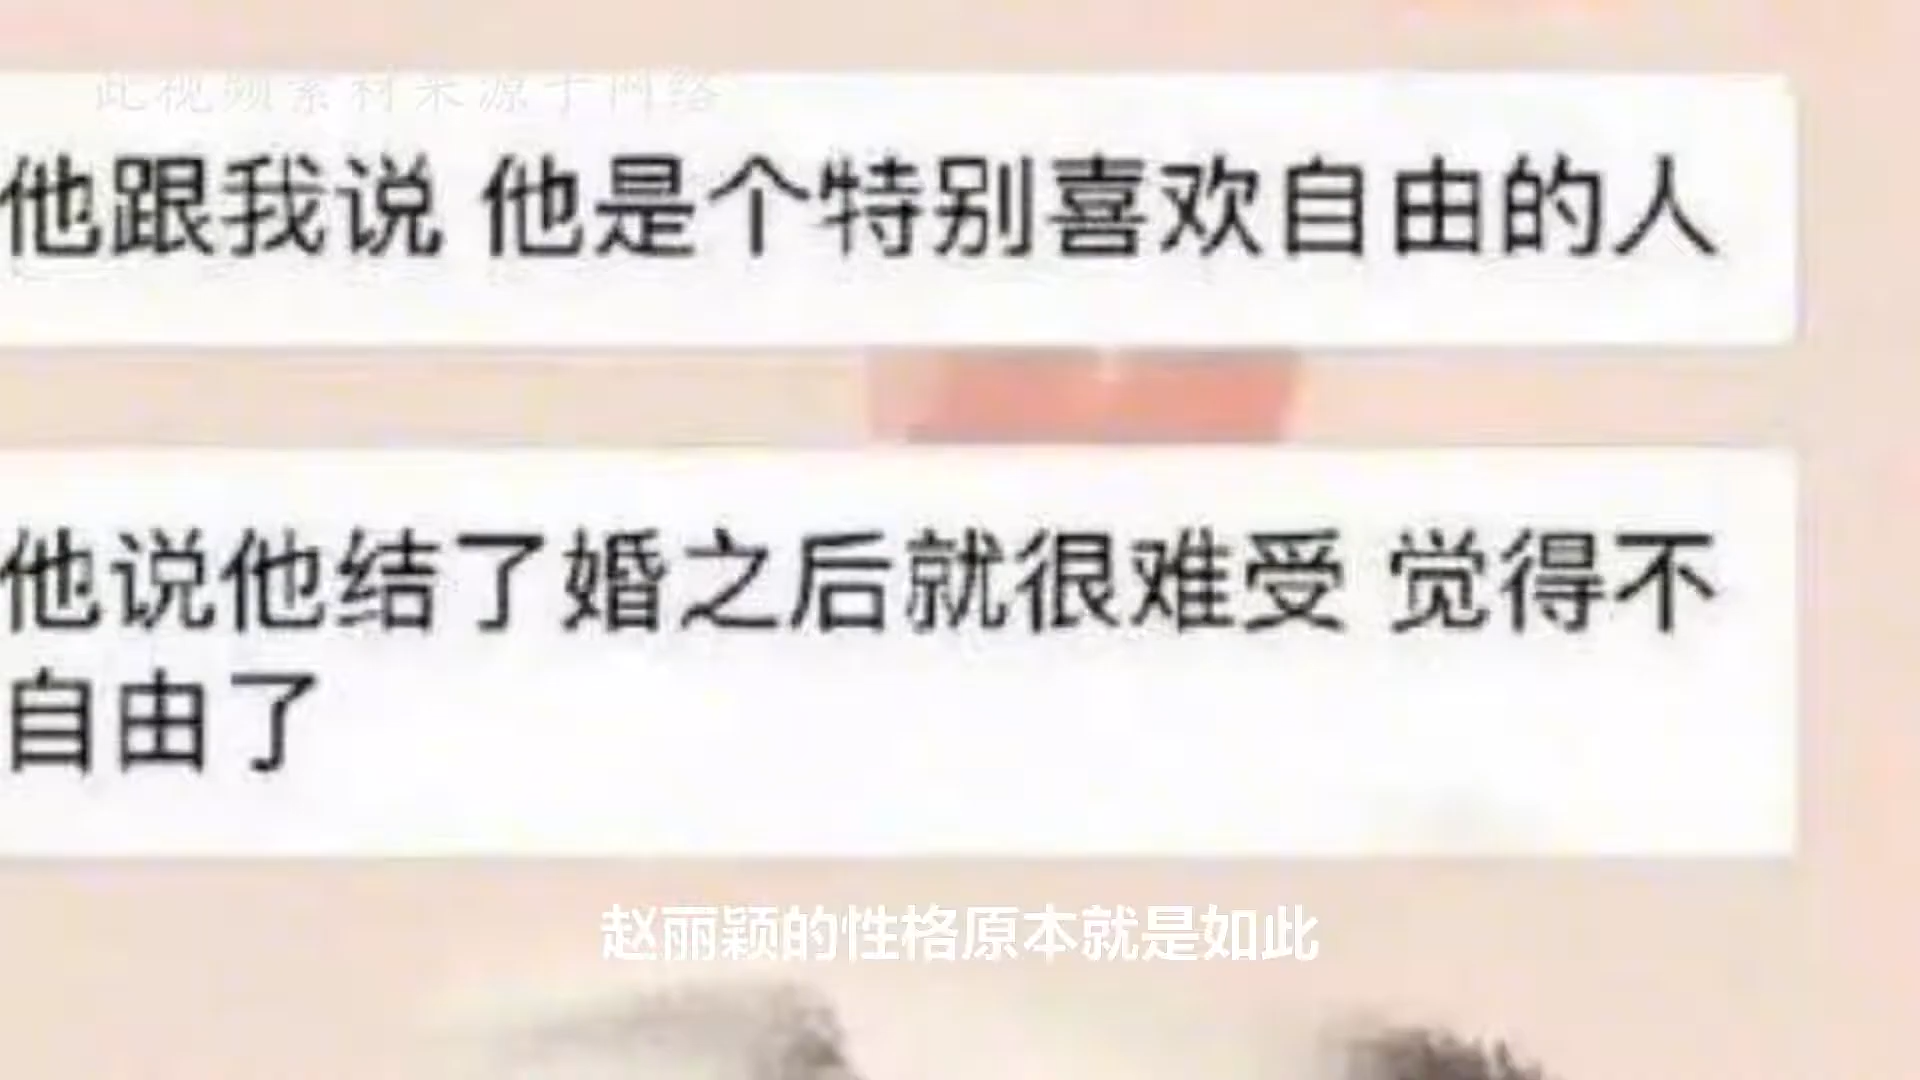 此视频素材来源于网络
他跟我说 他是个特别喜欢自由的人
他说他结了婚之后就很难受 觉得不
自由了
赵丽颖的性格原本就是如此